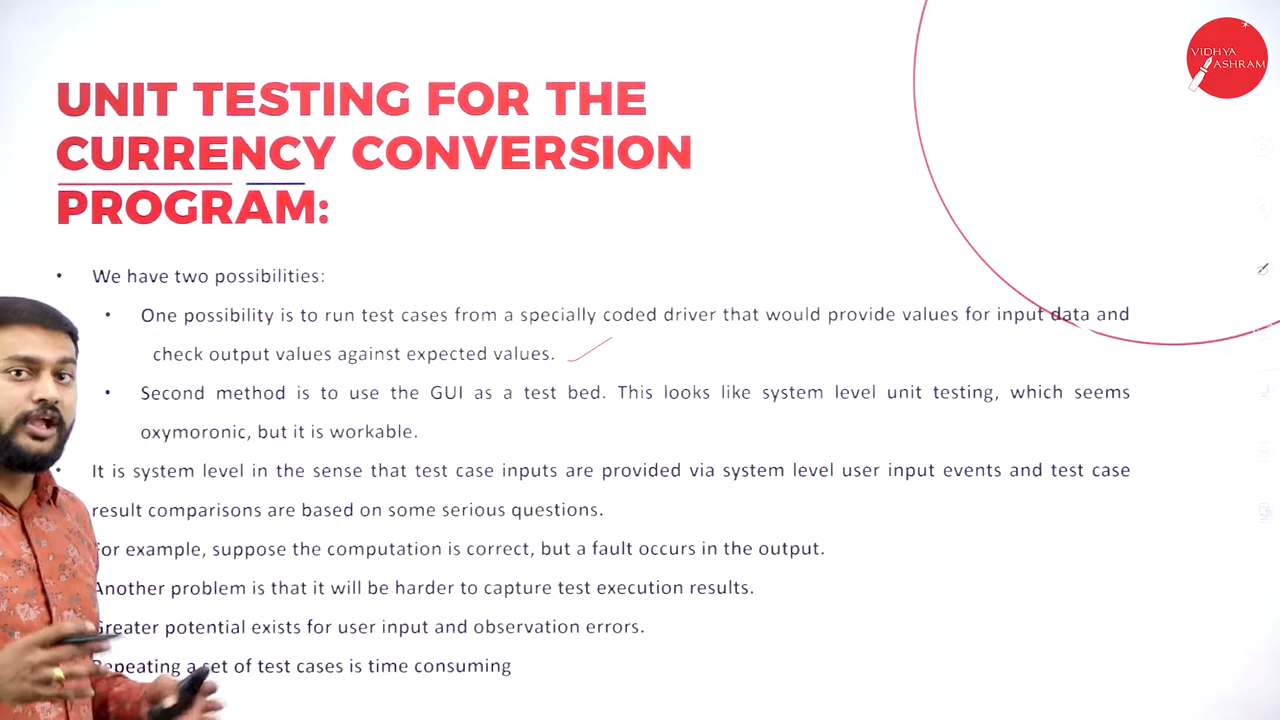 VIDHYA
ASHRAM
UNIT TESTING FOR THE
CURRENCY CONVERSION
PROGRAM:
• We have two possibilities:
• One possibility is to run test cases from a specially coded driver that would provide values for input data and
check output values against expected values.
• Second method is to use the GUI as a test bed. This looks like system level unit testing, which seems
oxymoronic, but it is workable.
• It is system level in the sense that test case inputs are provided via system level user input events and test case
result comparisons are based on some serious questions.
For example, suppose the computation is correct, but a fault occurs in the output.
Another problem is that it will be harder to capture test execution results.
Greater potential exists for user input and observation errors.
Repeating a set of test cases is time consuming